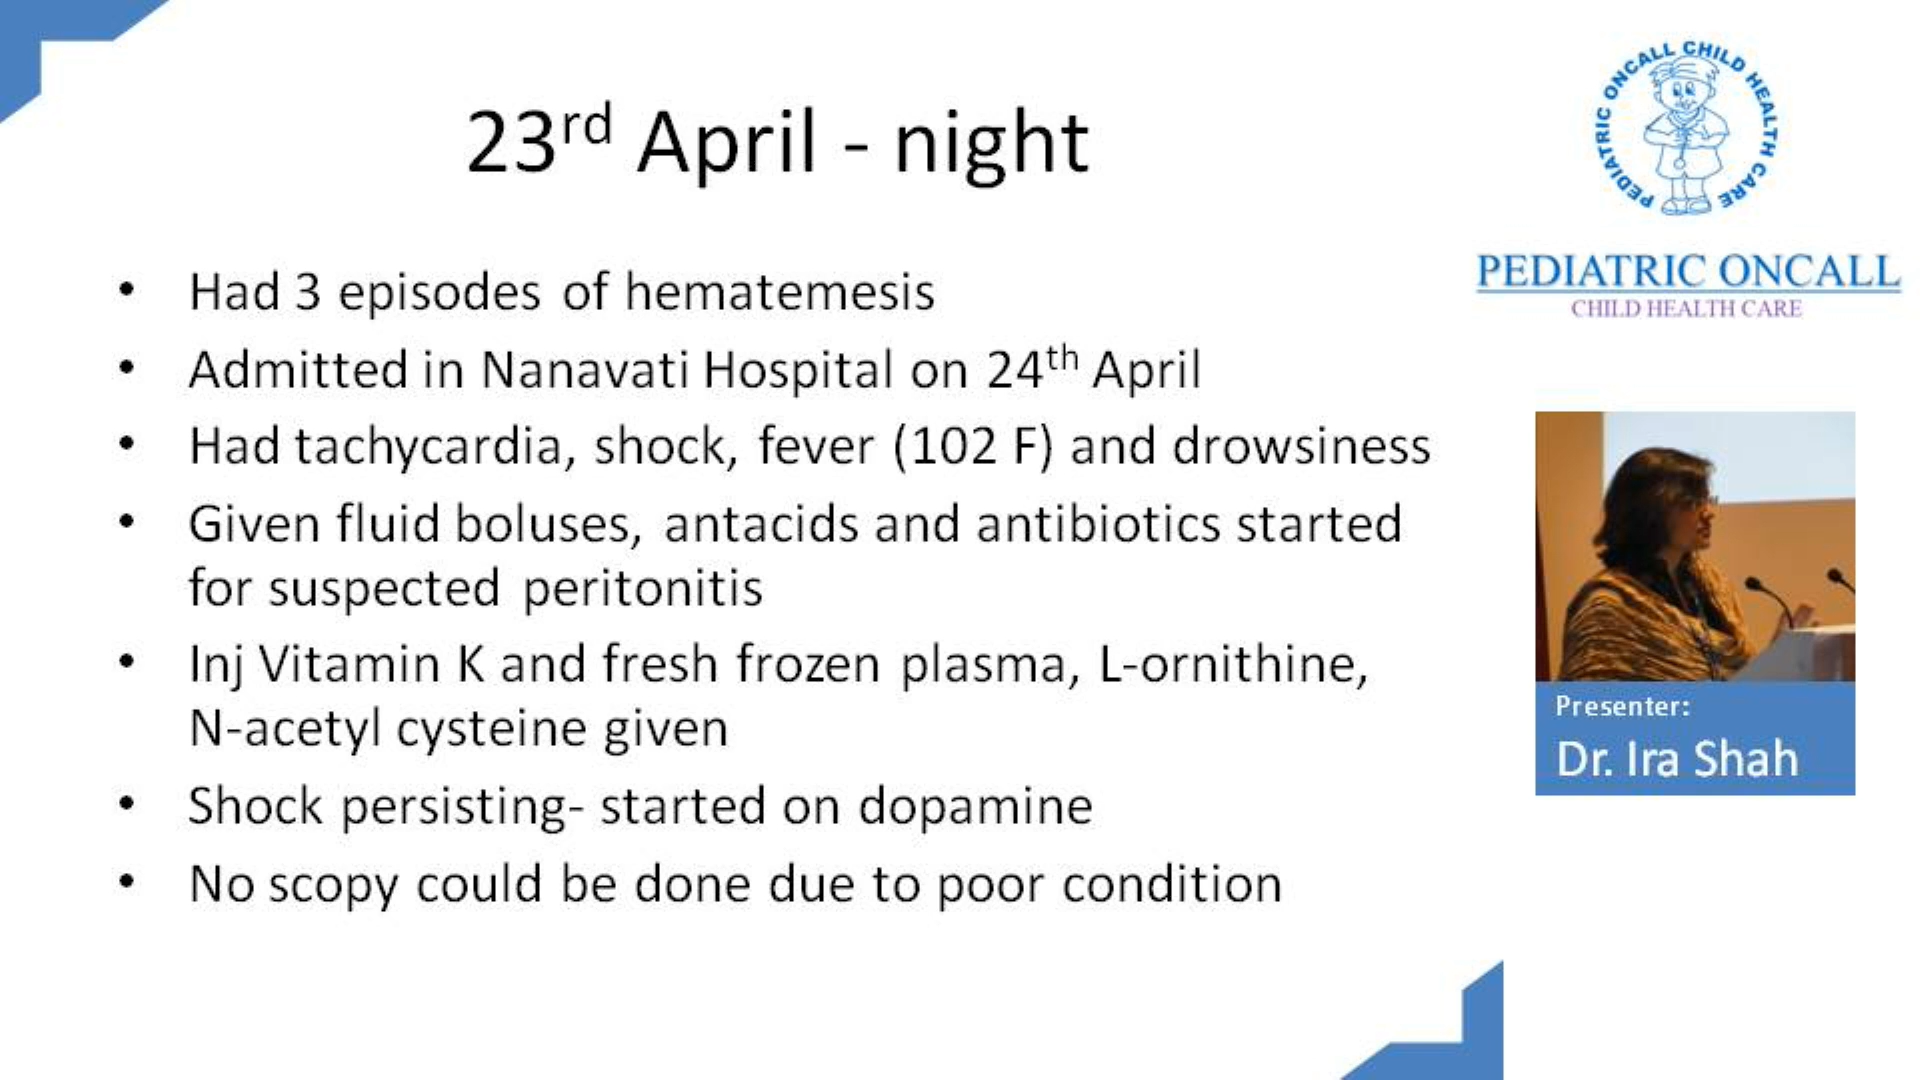 23rd April - night
• Had 3 episodes of hematemesis
• Admitted in Nanavati Hospital on 24th April
• Had tachycardia, shock, fever (102 F) and drowsiness
• Given fluid boluses, antacids and antibiotics started
for suspected peritonitis
• Inj Vitamin K and fresh frozen plasma, L-ornithine,
N-acetyl cysteine given
• Shock persisting- started on dopamine
• No scopy could be done due to poor condition
PEDIATRIC ONCALL CHILD HEALTH CARE
PEDIATRIC ONCALL
CHILD HEALTH CARE
Presenter:
Dr. Ira Shah